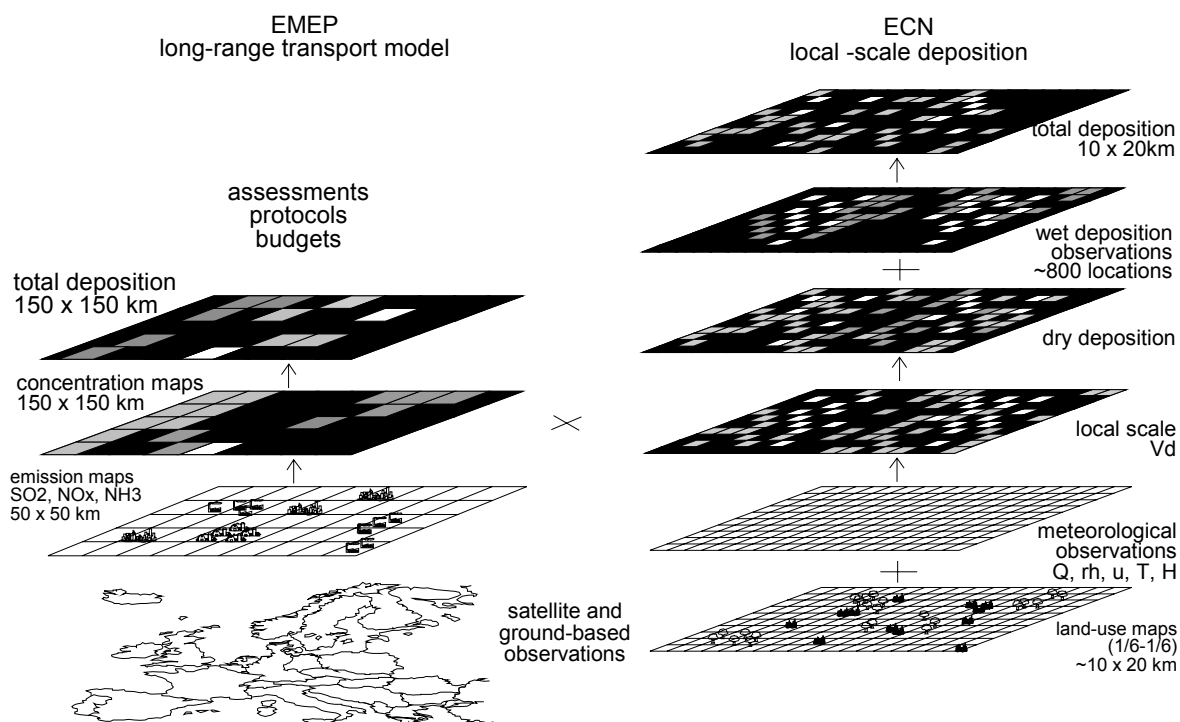 EMEP
long-range transport model
assessments
protocols
budgets
total deposition
150 x 150 km
concentration maps
150 x 150 km
emission maps
SO2, NOx, NH3
50 x 50 km
satellite and
ground-based
observations
ECN
local -scale deposition
total deposition
10 x 20km
wet deposition
observations
~800 locations
dry deposition
local scale
Vd
meteorological
observations
Q, rh, u, T, H
land-use maps
(1/6-1/6)
~10 x 20 km